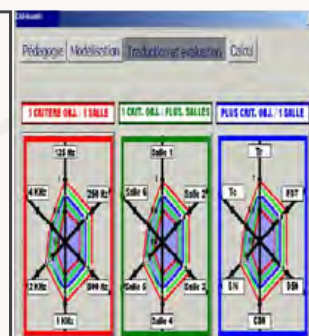 Pédagogie Modélisation Traduction et évaluation Calcul
1 CRITERE OBJ. / 1 SALLE 1 CRIT. OBJ. / PLUS. SALLES PLUS CRIT. OBJ. / 1 SALLE
125 Hz Salle 1 Tr
4 KHz 250 Hz Salle 6 Salle 2 Tc EDT
2 KHz 500 Hz Salle 5 Salle 3 S/N D50
1 KHz Salle 4 C80